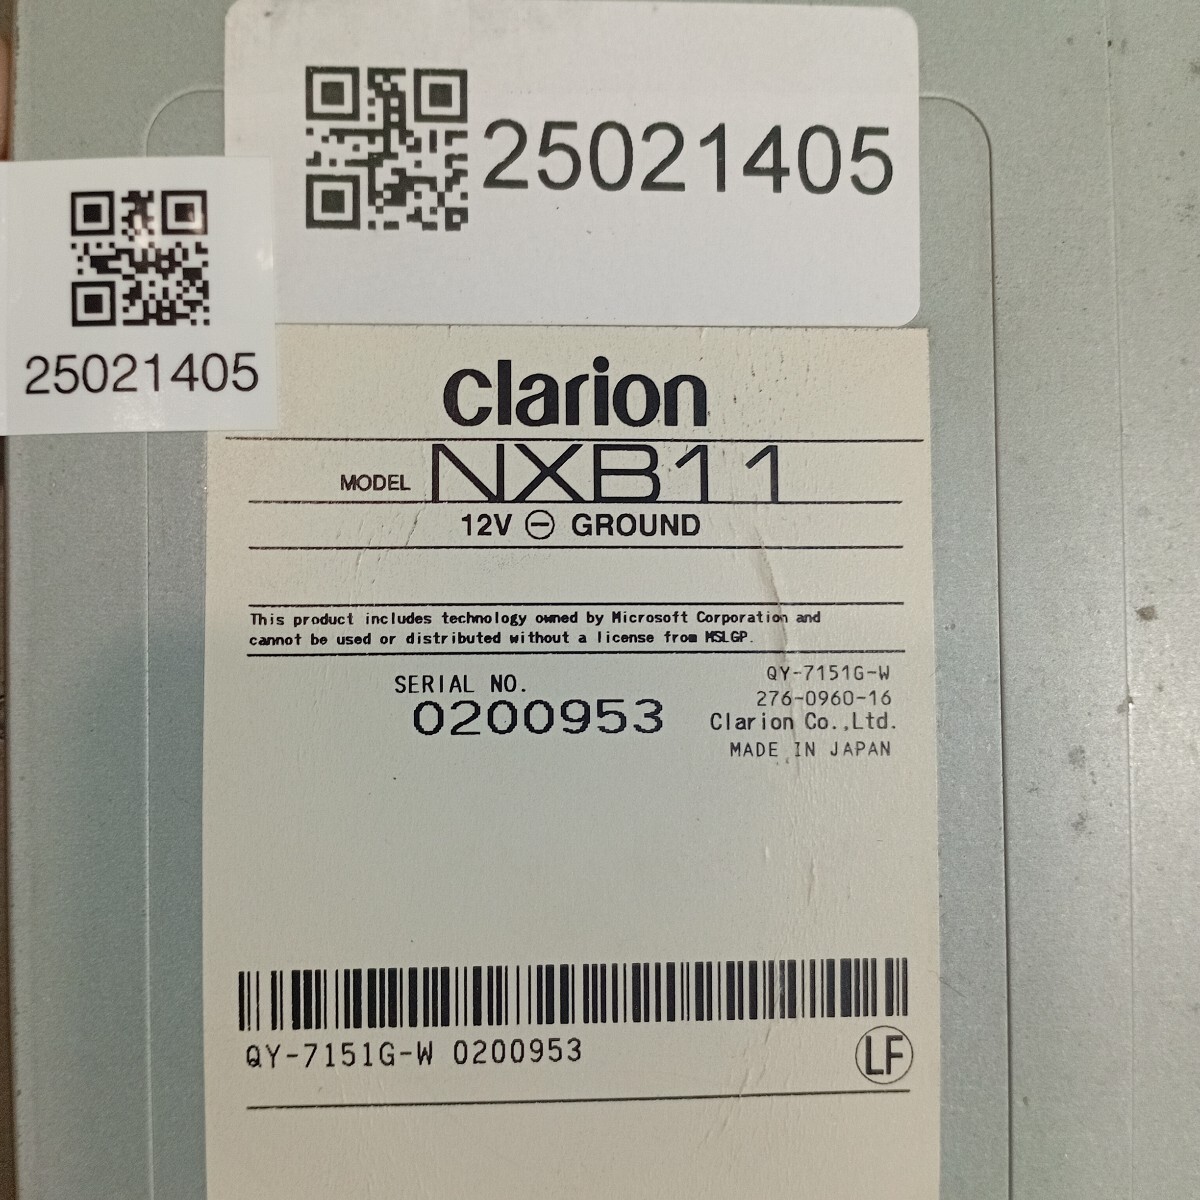 25021405
25021405
clarion
MODEL NXB11
12V ⊖ GROUND
This product includes technology owned by Microsoft Corporation and
cannot be used or distributed without a license from MSLGP.
SERIAL NO.
0200953
QY-7151G-W
276-0960-16
Clarion Co.,Ltd.
MADE IN JAPAN
QY-7151G-W 0200953
LF